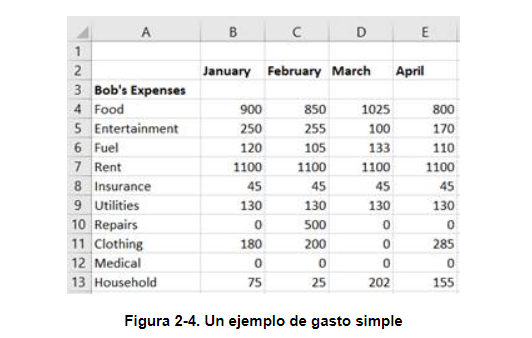 A B C D E
1
2 January February March April
3 Bob's Expenses
4 Food 900 850 1025 800
5 Entertainment 250 255 100 170
6 Fuel 120 105 133 110
7 Rent 1100 1100 1100 1100
8 Insurance 45 45 45 45
9 Utilities 130 130 130 130
10 Repairs 0 500 0 0
11 Clothing 180 200 0 285
12 Medical 0 0 0 0
13 Household 75 25 202 155
Figura 2-4. Un ejemplo de gasto simple